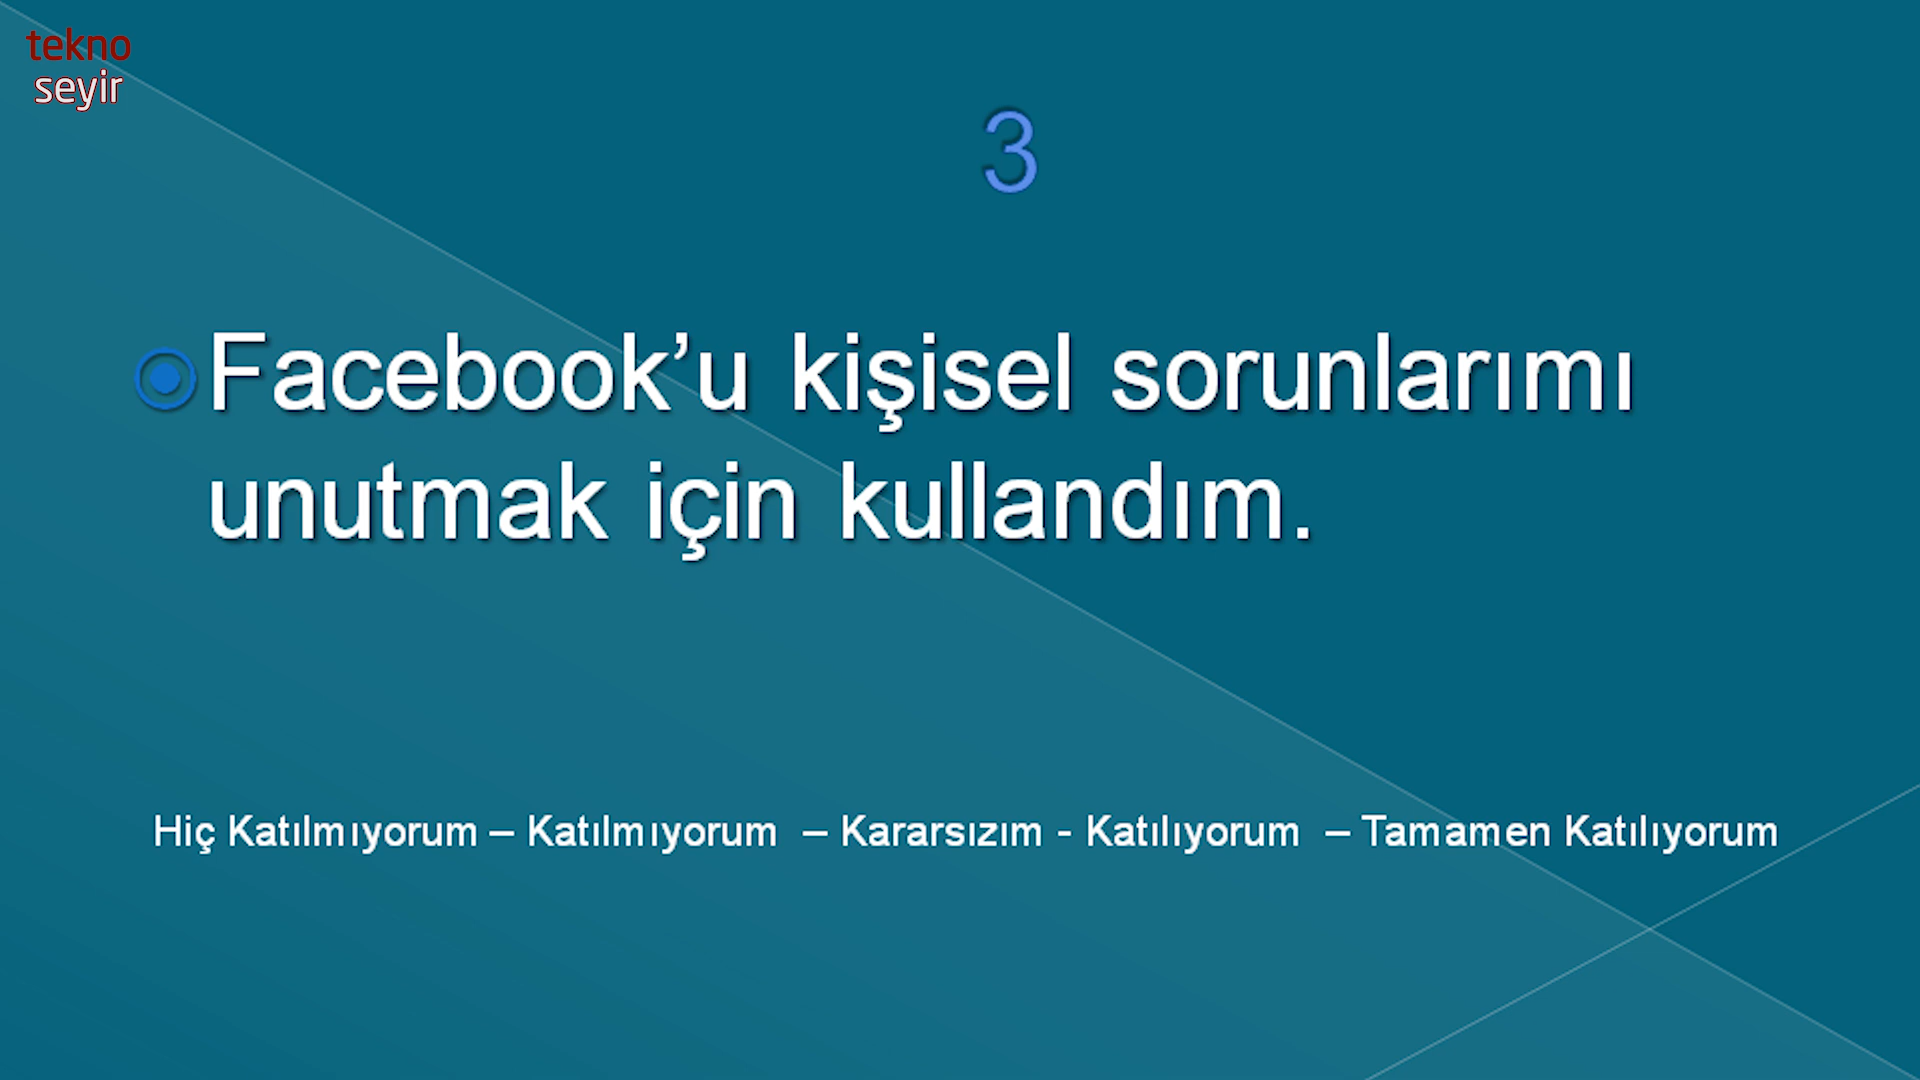 tekno
seyir
3
Facebook’u kişisel sorunlarımı
unutmak için kullandım.
Hiç Katılmıyorum – Katılmıyorum – Kararsızım - Katılıyorum – Tamamen Katılıyorum